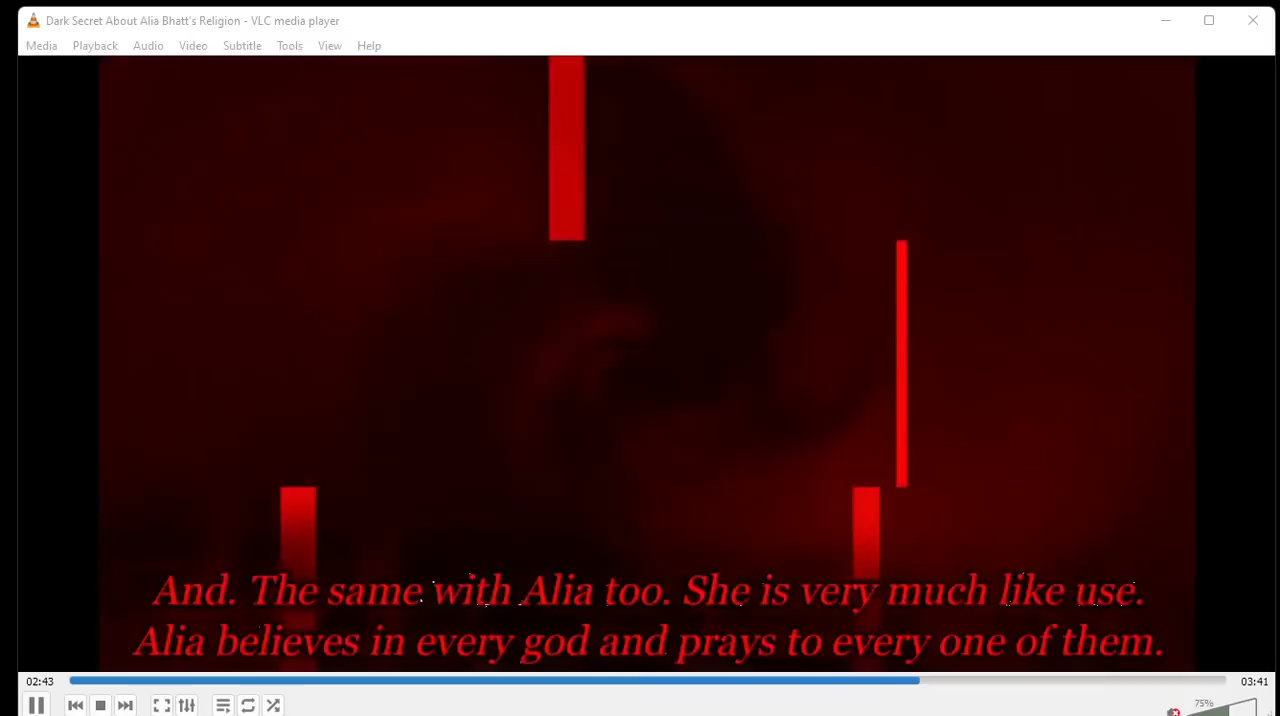 Dark Secret About Alia Bhatt's Religion - VLC media player
Media Playback Audio Video Subtitle Tools View Help
And. The same with Alia too. She is very much like use.
Alia believes in every god and prays to every one of them.
02:43 03:41
75%